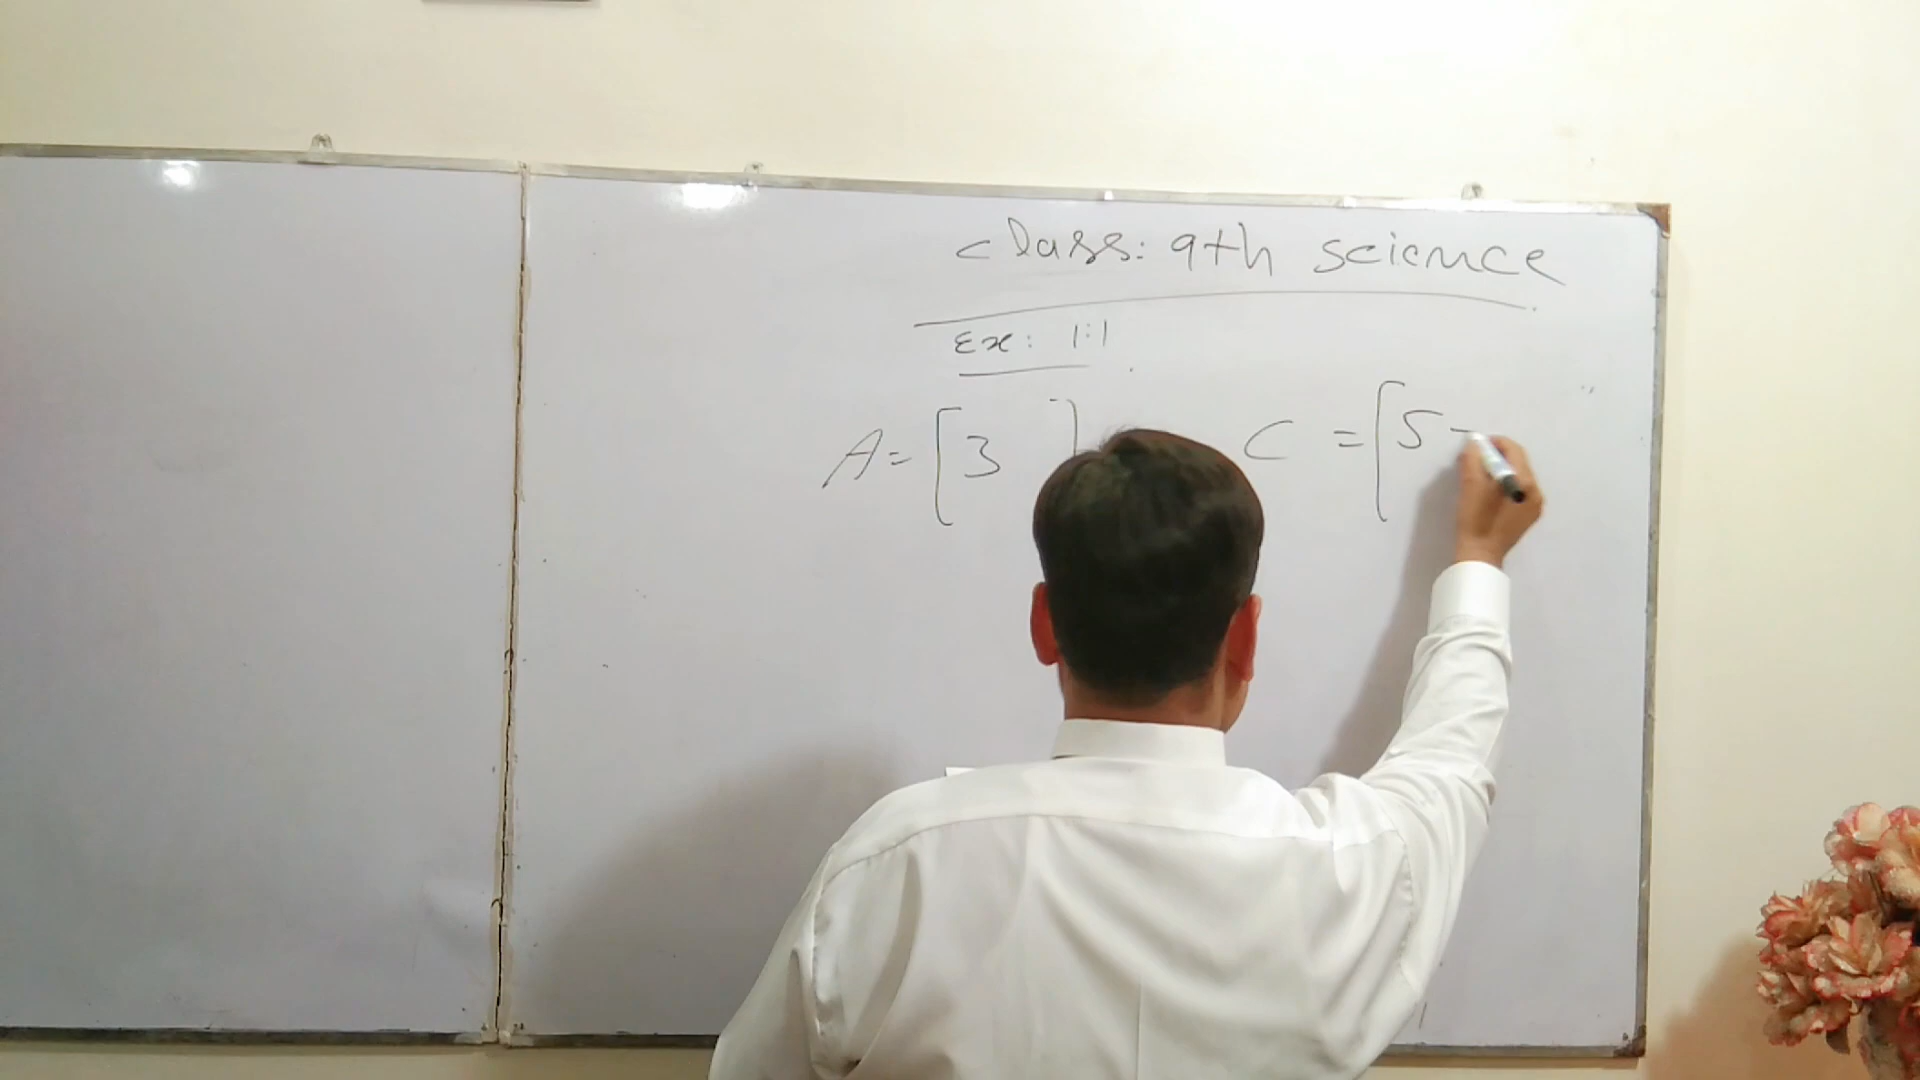 class: 9th science
Ex: 1:1
A = [3 ] C = [5 -